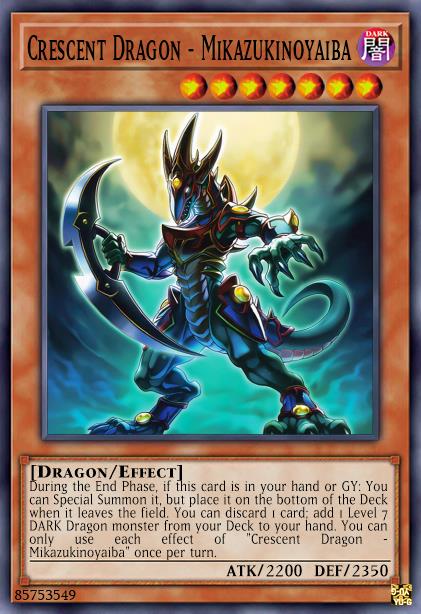 Crescent Dragon - Mikazukinoyaiba
DARK
闇
[Dragon/Effect]
During the End Phase, if this card is in your hand or GY: You
can Special Summon it, but place it on the bottom of the Deck
when it leaves the field. You can discard 1 card; add 1 Level 7
DARK Dragon monster from your Deck to your hand. You can
only use each effect of "Crescent Dragon -
Mikazukinoyaiba" once per turn.
ATK/2200 DEF/2350
85753549